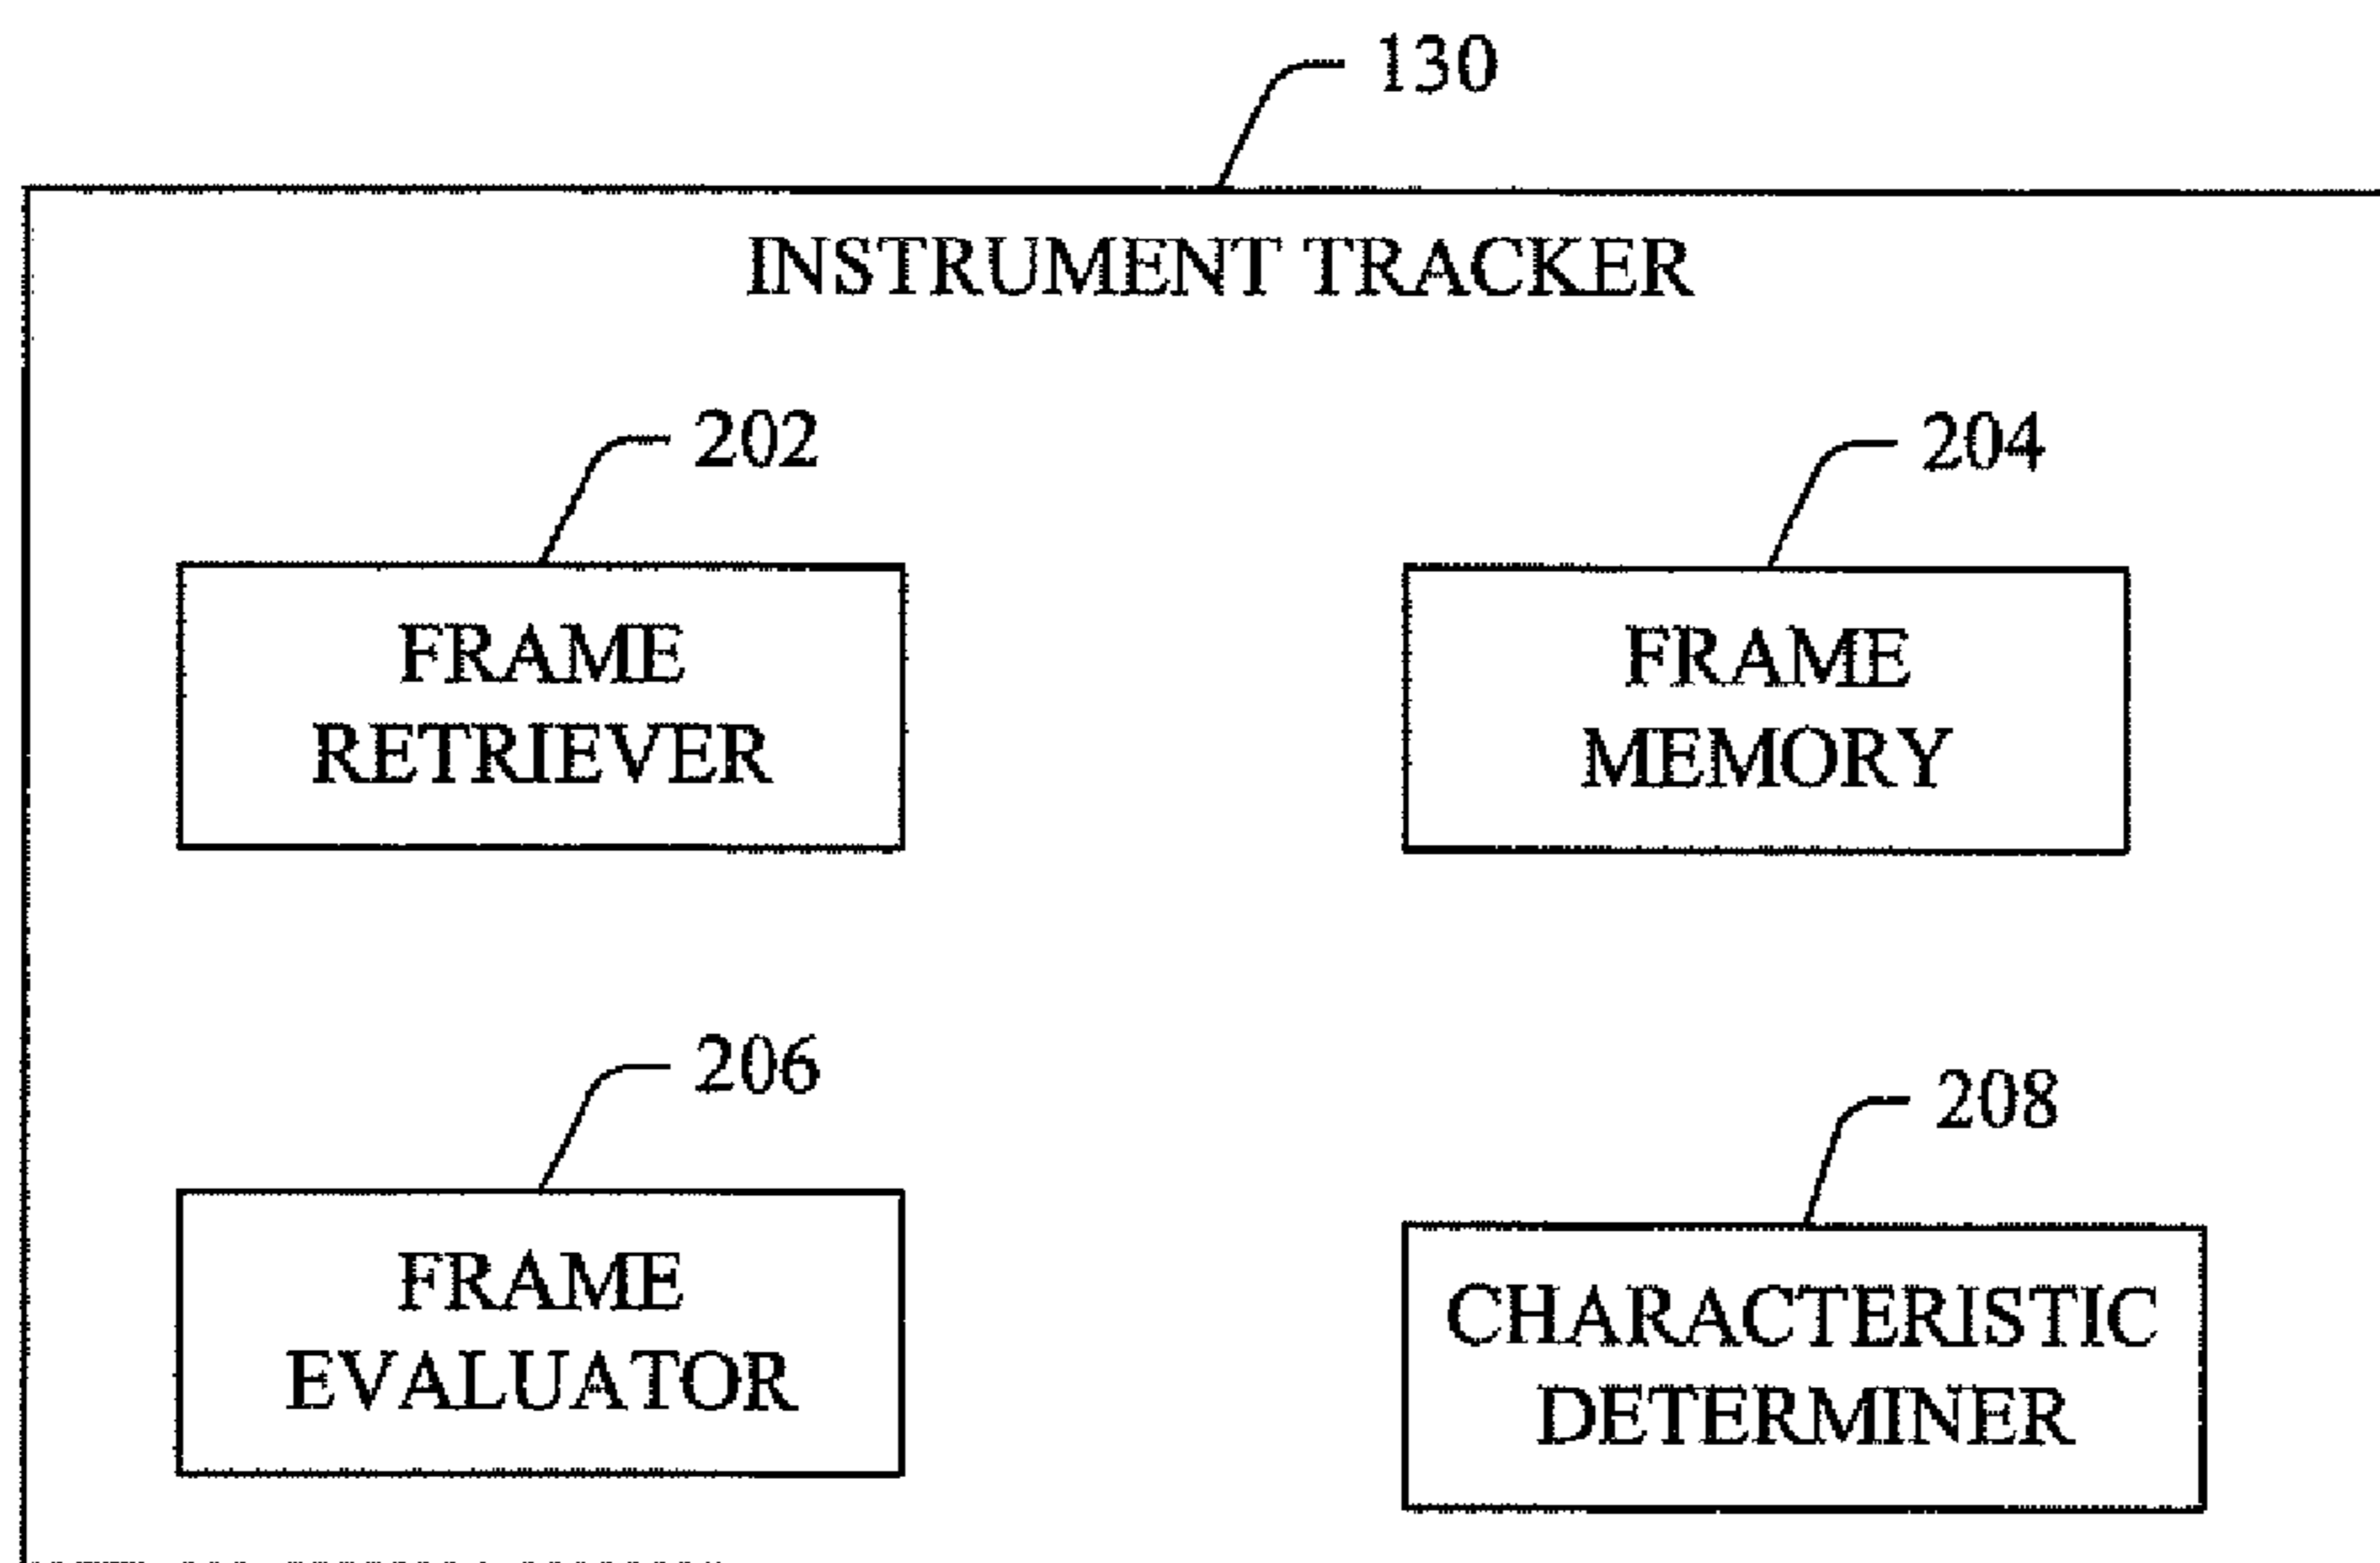 130
INSTRUMENT TRACKER
202
204
FRAME
RETRIEVER
FRAME
MEMORY
206
208
FRAME
EVALUATOR
CHARACTERISTIC
DETERMINER